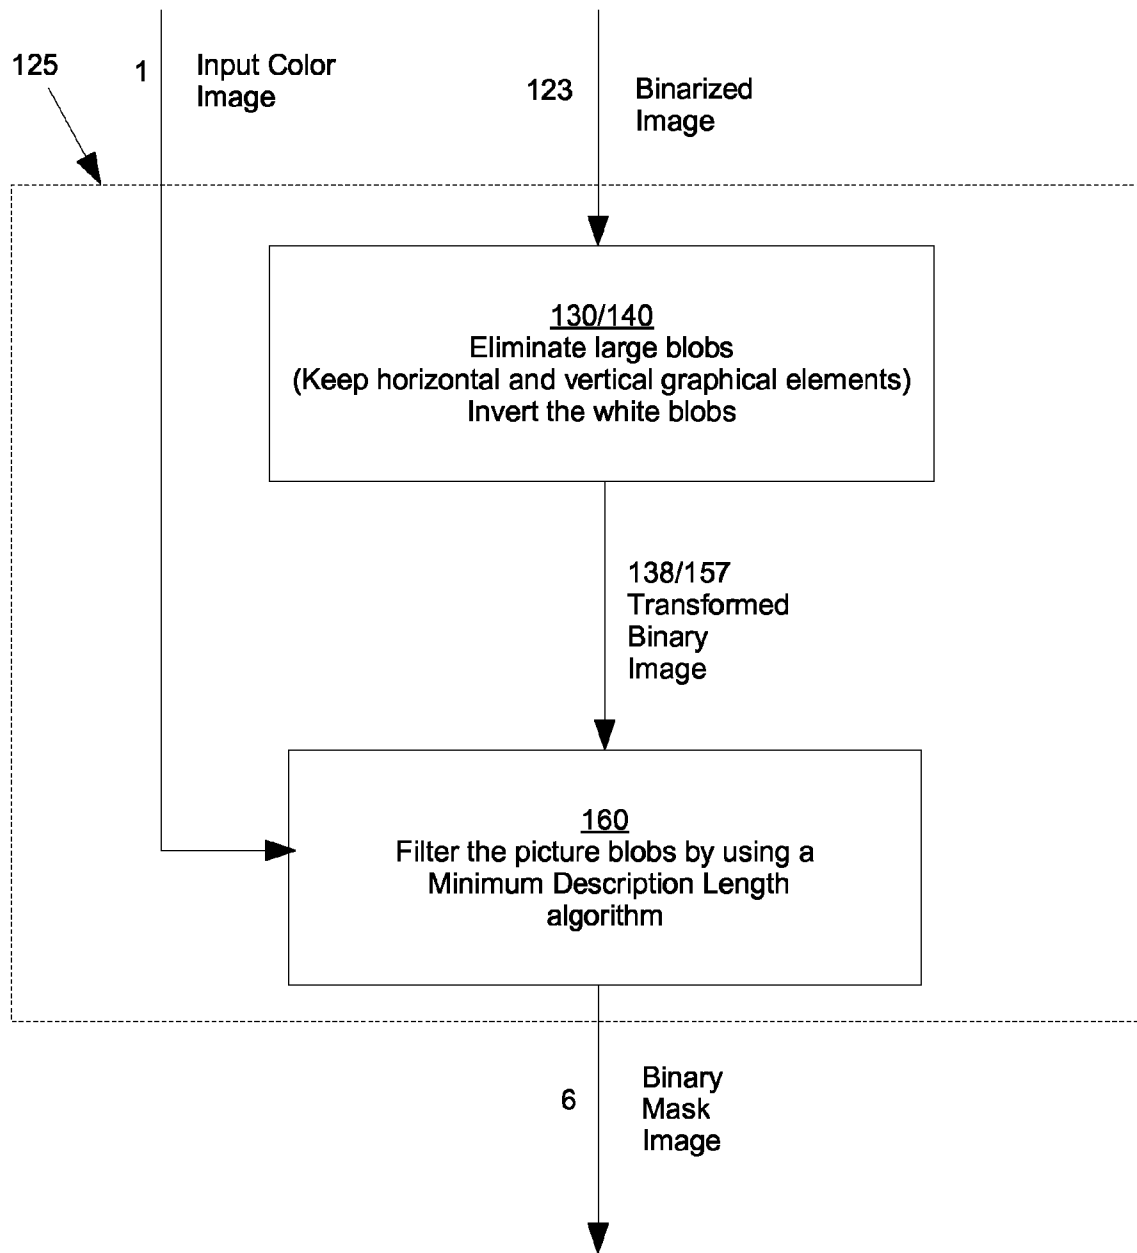 125
1
Input Color
Image
123
Binarized
Image
130/140
Eliminate large blobs
(Keep horizontal and vertical graphical elements)
Invert the white blobs
138/157
Transformed
Binary
Image
160
Filter the picture blobs by using a
Minimum Description Length
algorithm
6
Binary
Mask
Image